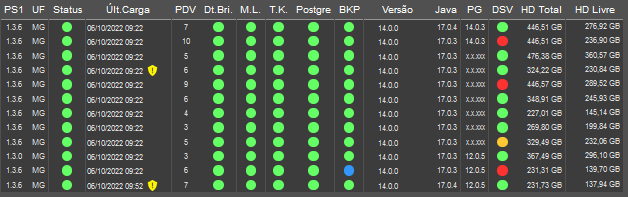 PS1 UF Status Últ.Carga PDV Dt.Bri. M.L. T.K. Postgre BKP Versão Java PG DSV HD Total HD Livre
1.3.6 MG 06/10/2022 09:22 7 14.0.0 17.0.3 14.0.3 446,51 GB 276,92 GB
1.3.6 MG 06/10/2022 09:22 10 14.0.0 17.0.3 14.0.3 446,51 GB 236,90 GB
1.3.6 MG 06/10/2022 09:22 5 14.0.0 17.0.3 x.x.xxx 476,38 GB 360,57 GB
1.3.6 MG 06/10/2022 09:22 6 14.0.0 17.0.3 x.x.xxx 324,22 GB 230,84 GB
1.3.6 MG 06/10/2022 09:22 9 14.0.0 17.0.3 x.x.xxx 446,57 GB 289,52 GB
1.3.6 MG 06/10/2022 09:22 6 14.0.0 17.0.3 x.x.xxx 348,91 GB 245,93 GB
1.3.6 MG 06/10/2022 09:22 4 14.0.0 17.0.3 x.x.xxx 227,01 GB 145,14 GB
1.3.6 MG 06/10/2022 09:22 3 14.0.0 17.0.3 x.x.xxx 269,80 GB 199,84 GB
1.3.6 MG 06/10/2022 09:22 5 14.0.0 17.0.3 x.x.xxx 329,49 GB 232,06 GB
1.3.0 MG 06/10/2022 09:22 3 14.0.0 17.0.4 12.0.5 367,49 GB 296,10 GB
1.3.6 MG 06/10/2022 09:22 6 14.0.0 17.0.3 12.0.5 231,31 GB 139,70 GB
1.3.6 MG 06/10/2022 09:52 7 14.0.0 17.0.4 12.0.5 231,73 GB 137,94 GB